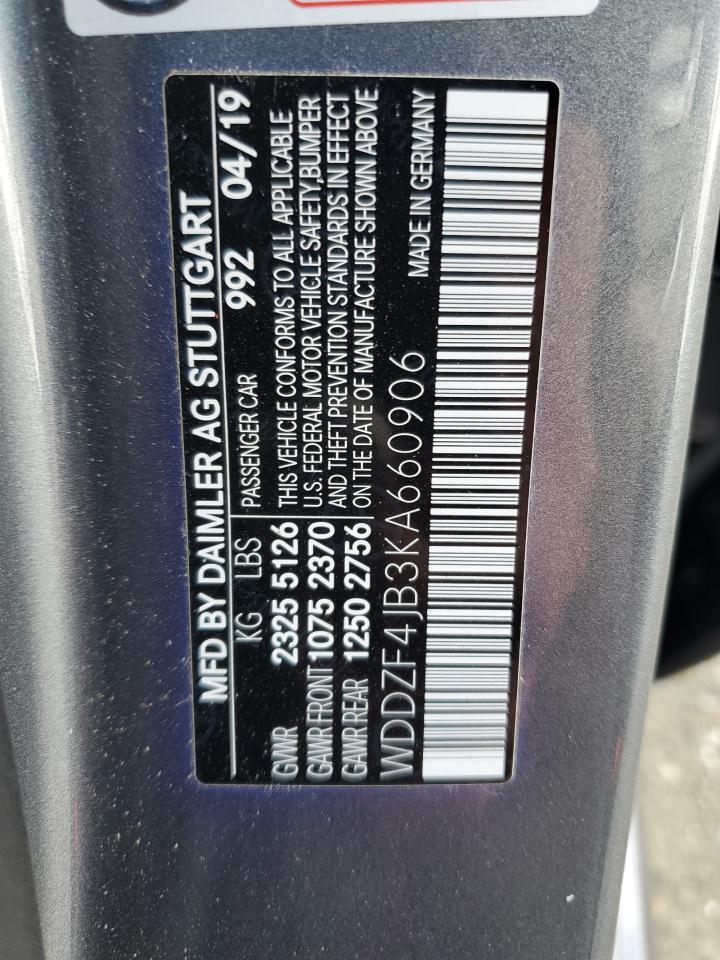 MFD BY DAIMLER AG STUTTGART
KG LBS PASSENGER CAR 992 04/19
GVWR 2325 5126
GAWR FRONT 1075 2370
GAWR REAR 1250 2756
THIS VEHICLE CONFORMS TO ALL APPLICABLE
U.S. FEDERAL MOTOR VEHICLE SAFETY, BUMPER
AND THEFT PREVENTION STANDARDS IN EFFECT
ON THE DATE OF MANUFACTURE SHOWN ABOVE.
WDDZF4JB3KA660906 MADE IN GERMANY